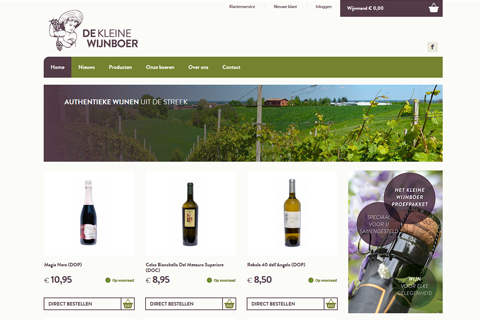 Klantenservice Nieuwe klant Inloggen Wijnmand € 0,00
DE KLEINE
WIJNBOER
f
Home Nieuws Producten Onze boeren Over ons Contact
AUTHENTIEKE WIJNEN UIT DE STREEK
HET KLEINE
WIJNBOER
PROEFPAKKET
SPECIAAL
VOOR U
SAMENGESTELD
WIJN
VOOR ELKE
GELEGENHEID
Magia Nera (DOP)
€ 10,95 Op voorraad
DIRECT BESTELLEN
Celso Bianchello Del Metauro Superiore
(DOC)
€ 8,95 Op voorraad
DIRECT BESTELLEN
Rebola 40 dell'Angelo (DOP)
€ 8,50 Op voorraad
DIRECT BESTELLEN